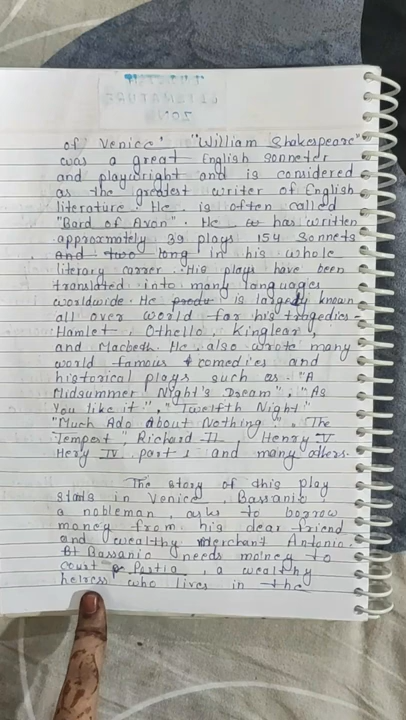 of Venice' "William Shakespeare"
was a great English sonneter
and playwright and is considered
as the greatest writer of English
literature. He is often called
"Bard of Avon". He has written
approxmately 39 plays 154 Sonnets
and two long in his whole
literary carrer. His plays have been
translated into many languages
worldwide. He is largely known
all over world for his tragedies -
Hamlet, Othello, Kinglear,
and Macbeth. He also wrote many
world famous comedies and
historical plays such as "A
Midsummer Night's Dream", "As
You like it", "Twelfth Night"
"Much Ado about Nothing", The
Tempest", Richard II, Henry V
Hery IV part 1 and many others.
The story of this play
starts in Venice, Bassanio
a nobleman, asks to borrow
money from his dear friend
and wealthy merchant Antonio.
Bassanio needs money to
court Portia, a wealthy
heiress who lives in the